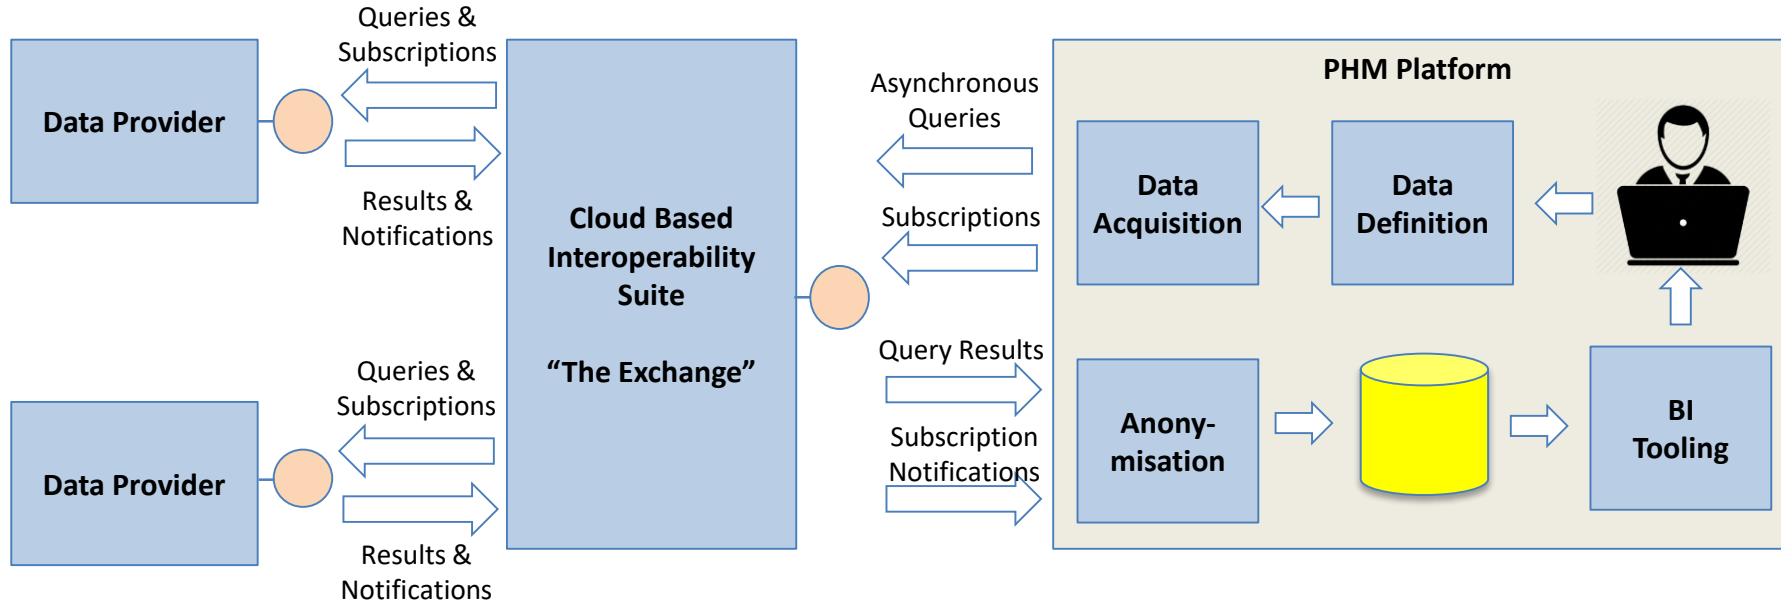 Queries &
Subscriptions
Data Provider
Results &
Notifications
Queries &
Subscriptions
Data Provider
Results &
Notifications
Cloud Based
Interoperability
Suite
“The Exchange”
Asynchronous
Queries
Subscriptions
Query Results
Subscription
Notifications
PHM Platform
Data
Acquisition
Data
Definition
Anony-
misation
BI
Tooling